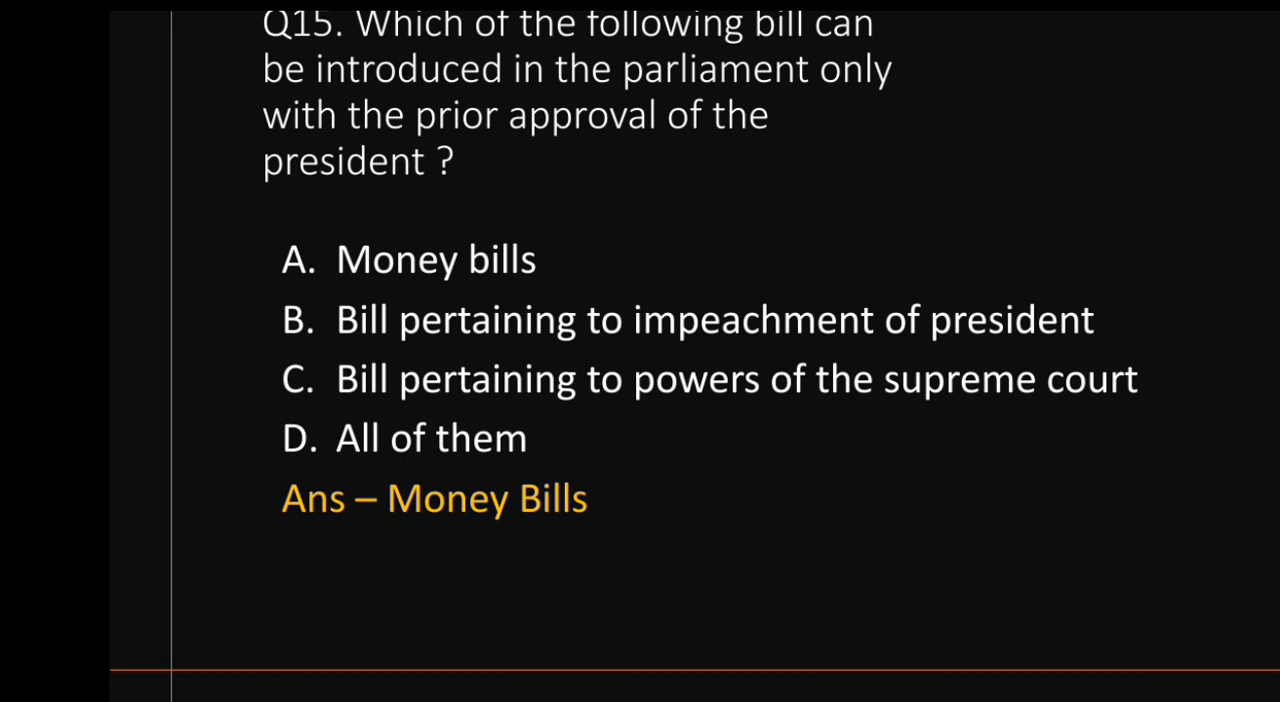 Q15. Which of the following bill can
be introduced in the parliament only
with the prior approval of the
president ?
A. Money bills
B. Bill pertaining to impeachment of president
C. Bill pertaining to powers of the supreme court
D. All of them
Ans – Money Bills